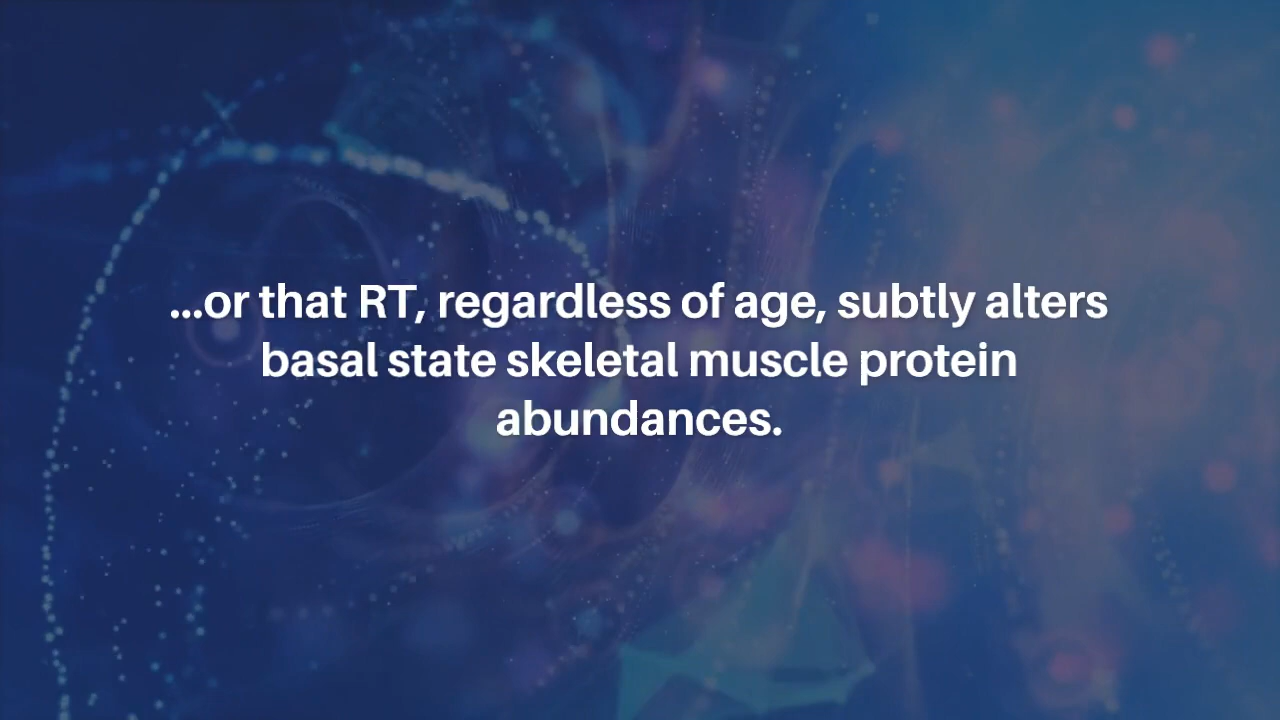 ...or that RT, regardless of age, subtly alters
basal state skeletal muscle protein
abundances.